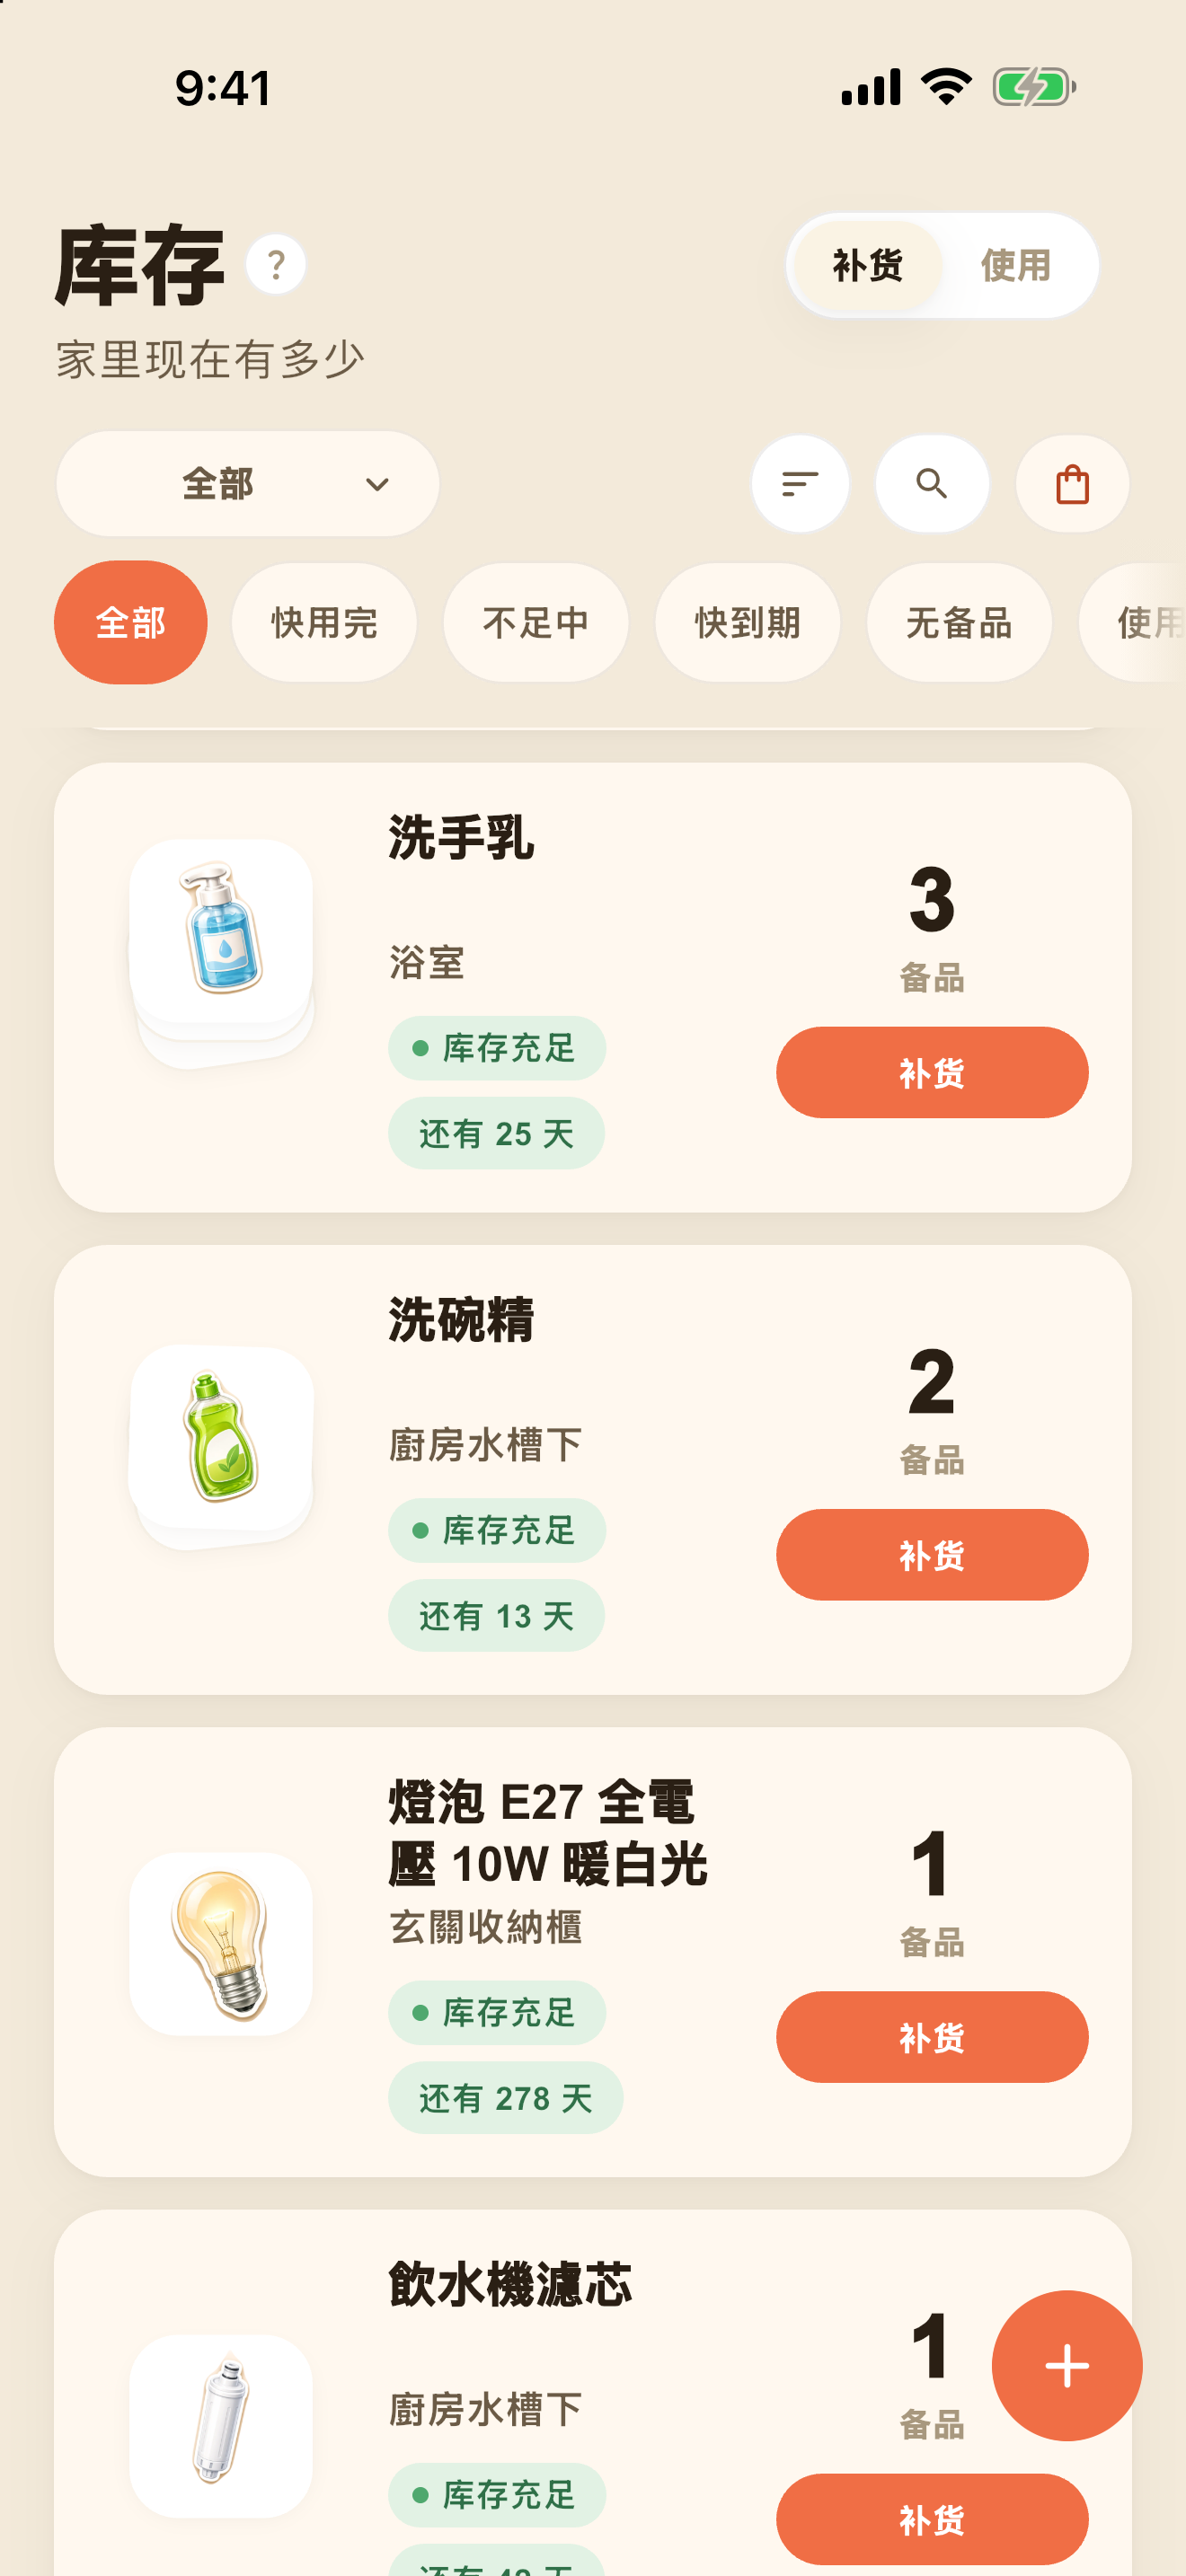 9:41
库存 ?
补货 使用
家里现在有多少
全部
全部 快用完 不足中 快到期 无备品 使用
洗手乳
3
浴室
备品
库存充足
补货
还有 25 天
洗碗精
2
廚房水槽下
备品
库存充足
补货
还有 13 天
燈泡 E27 全電
壓 10W 暖白光
1
玄關收納櫃
备品
库存充足
补货
还有 278 天
飲水機濾芯
1
廚房水槽下
备品
库存充足
补货